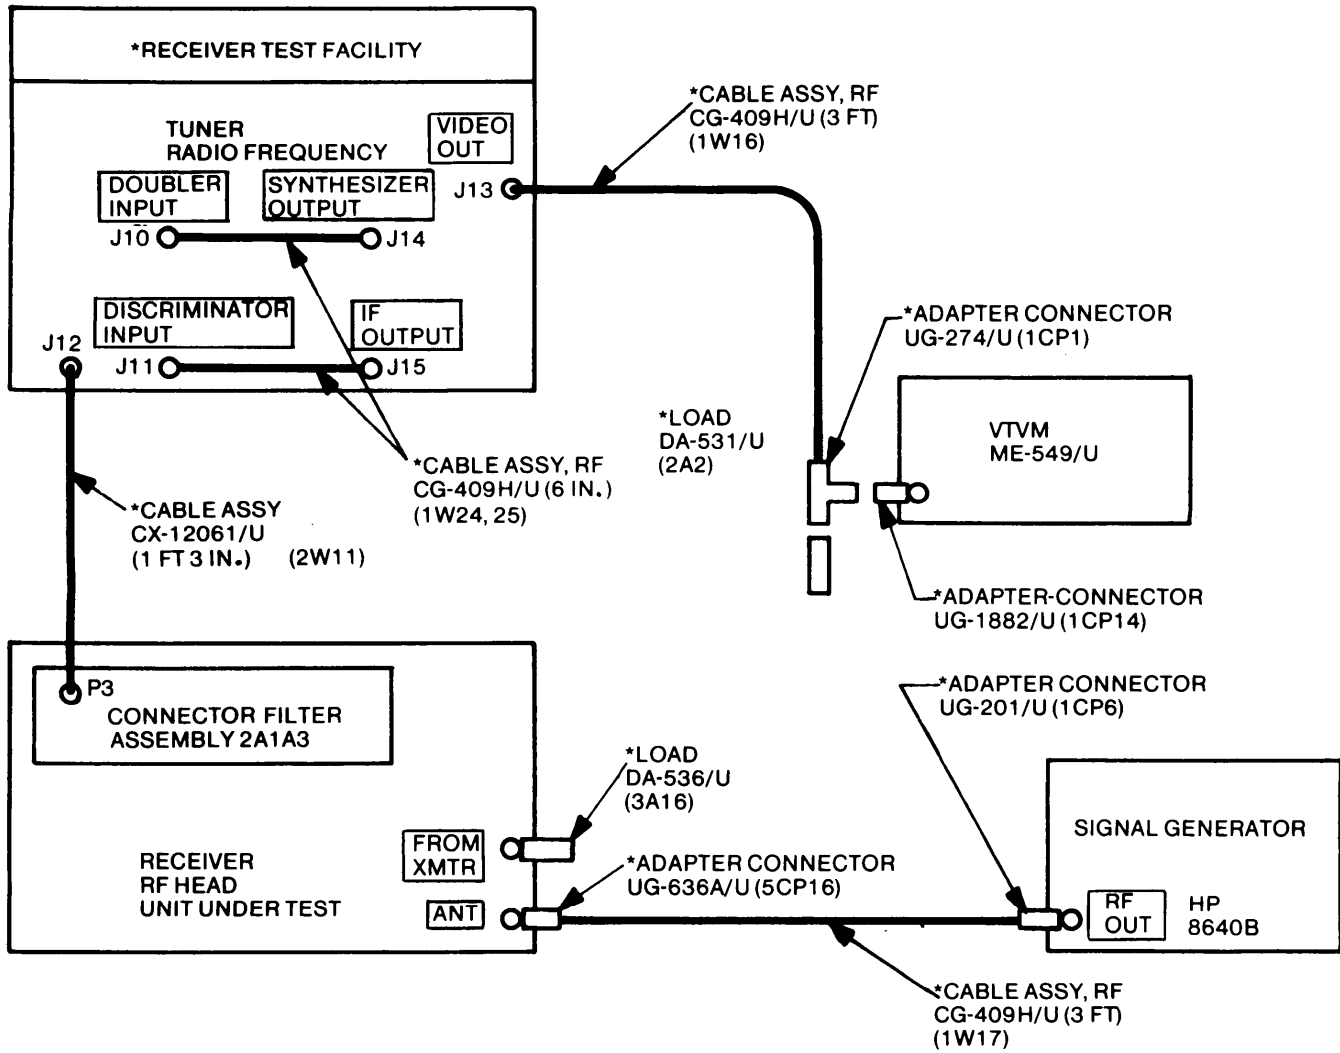 *RECEIVER TEST FACILITY
TUNER
RADIO FREQUENCY
VIDEO
OUT
DOUBLER
INPUT
SYNTHESIZER
OUTPUT
J13
J10
J14
DISCRIMINATOR
INPUT
IF
OUTPUT
J12
J11
J15
*CABLE ASSY, RF
CG-409H/U (3 FT)
(1W16)
*ADAPTER CONNECTOR
UG-274/U (1CP1)
*LOAD
DA-531/U
(2A2)
VTVM
ME-549/U
*CABLE ASSY, RF
CG-409H/U (6 IN.)
(1W24, 25)
*CABLE ASSY
CX-12061/U
(1 FT 3 IN.) (2W11)
*ADAPTER-CONNECTOR
UG-1882/U (1CP14)
P3
CONNECTOR FILTER
ASSEMBLY 2A1A3
*ADAPTER CONNECTOR
UG-201/U (1CP6)
*LOAD
DA-536/U
(3A16)
RECEIVER
RF HEAD
UNIT UNDER TEST
FROM
XMTR
ANT
*ADAPTER CONNECTOR
UG-636A/U (5CP16)
SIGNAL GENERATOR
RF
OUT
HP
8640B
*CABLE ASSY, RF
CG-409H/U (3 FT)
(1W17)